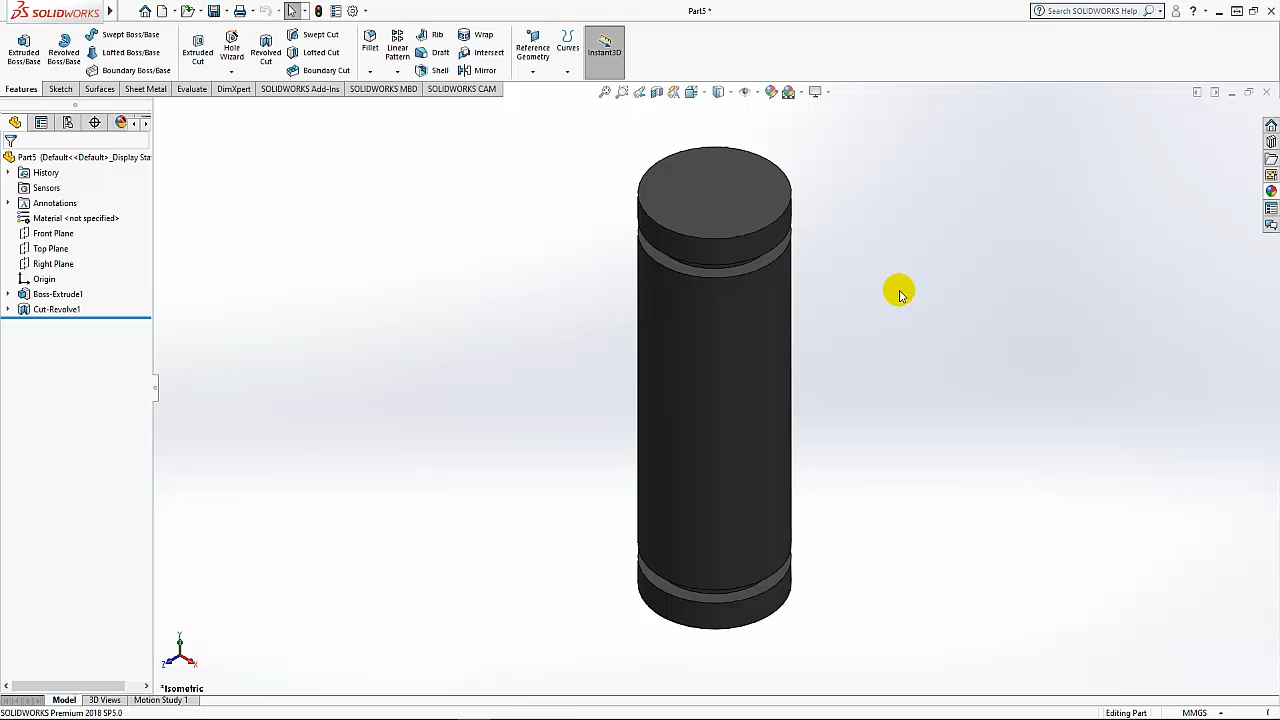 SOLIDWORKS
Part5 *
Search SOLIDWORKS Help
Extruded Boss/Base
Revolved Boss/Base
Swept Boss/Base
Lofted Boss/Base
Boundary Boss/Base
Extruded Cut
Hole Wizard
Revolved Cut
Swept Cut
Lofted Cut
Boundary Cut
Fillet
Linear Pattern
Rib
Draft
Shell
Wrap
Intersect
Mirror
Reference Geometry
Curves
Instant3D
Features
Sketch
Surfaces
Sheet Metal
Evaluate
DimXpert
SOLIDWORKS Add-Ins
SOLIDWORKS MBD
SOLIDWORKS CAM
Part5 (Default<<Default>_Display Sta
History
Sensors
Annotations
Material <not specified>
Front Plane
Top Plane
Right Plane
Origin
Boss-Extrude1
Cut-Revolve1
Y
Z
X
*Isometric
Model
3D Views
Motion Study 1
SOLIDWORKS Premium 2018 SP5.0
Editing Part
MMGS